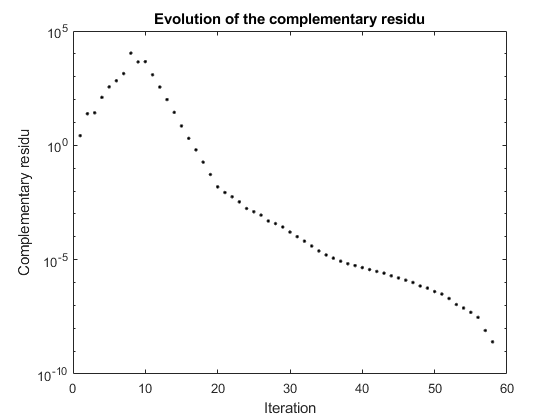 Evolution of the complementary residu
10^5
10^0
10^-5
10^-10
Complementary residu
0 10 20 30 40 50 60
Iteration